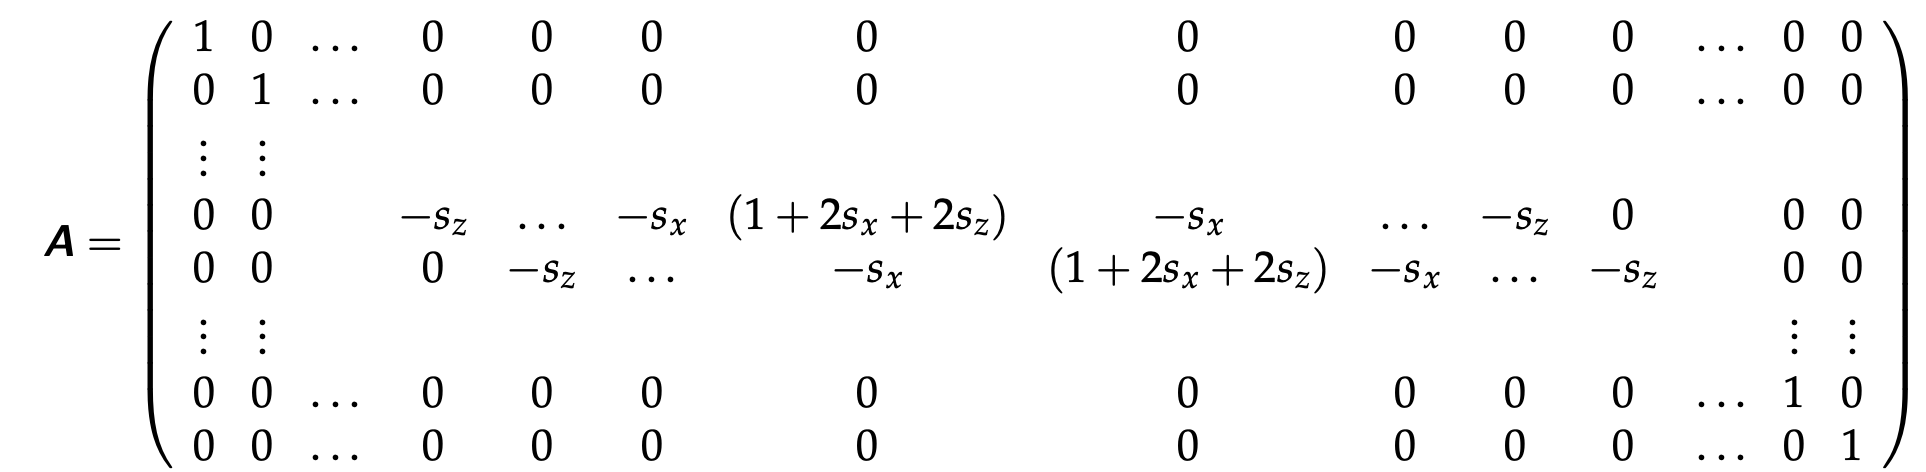 1 0 … 0 0 0 0 0 0 0 0 … 0 0
0 1 … 0 0 0 0 0 0 0 0 … 0 0
⋮ ⋮
0 0 −s_z … −s_x (1 + 2s_x + 2s_z) −s_x … −s_z 0 0 0
A =
0 0 0 −s_z … −s_x (1 + 2s_x + 2s_z) −s_x … −s_z 0 0
⋮ ⋮ ⋮ ⋮
0 0 … 0 0 0 0 0 0 0 0 … 1 0
0 0 … 0 0 0 0 0 0 0 0 … 0 1